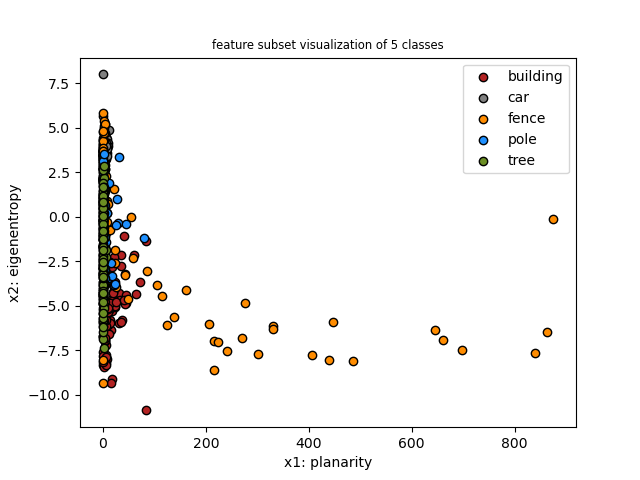 feature subset visualization of 5 classes
building
car
fence
pole
tree
7.5
5.0
2.5
0.0
−2.5
−5.0
−7.5
−10.0
x2: eigenentropy
0
200
400
600
800
x1: planarity